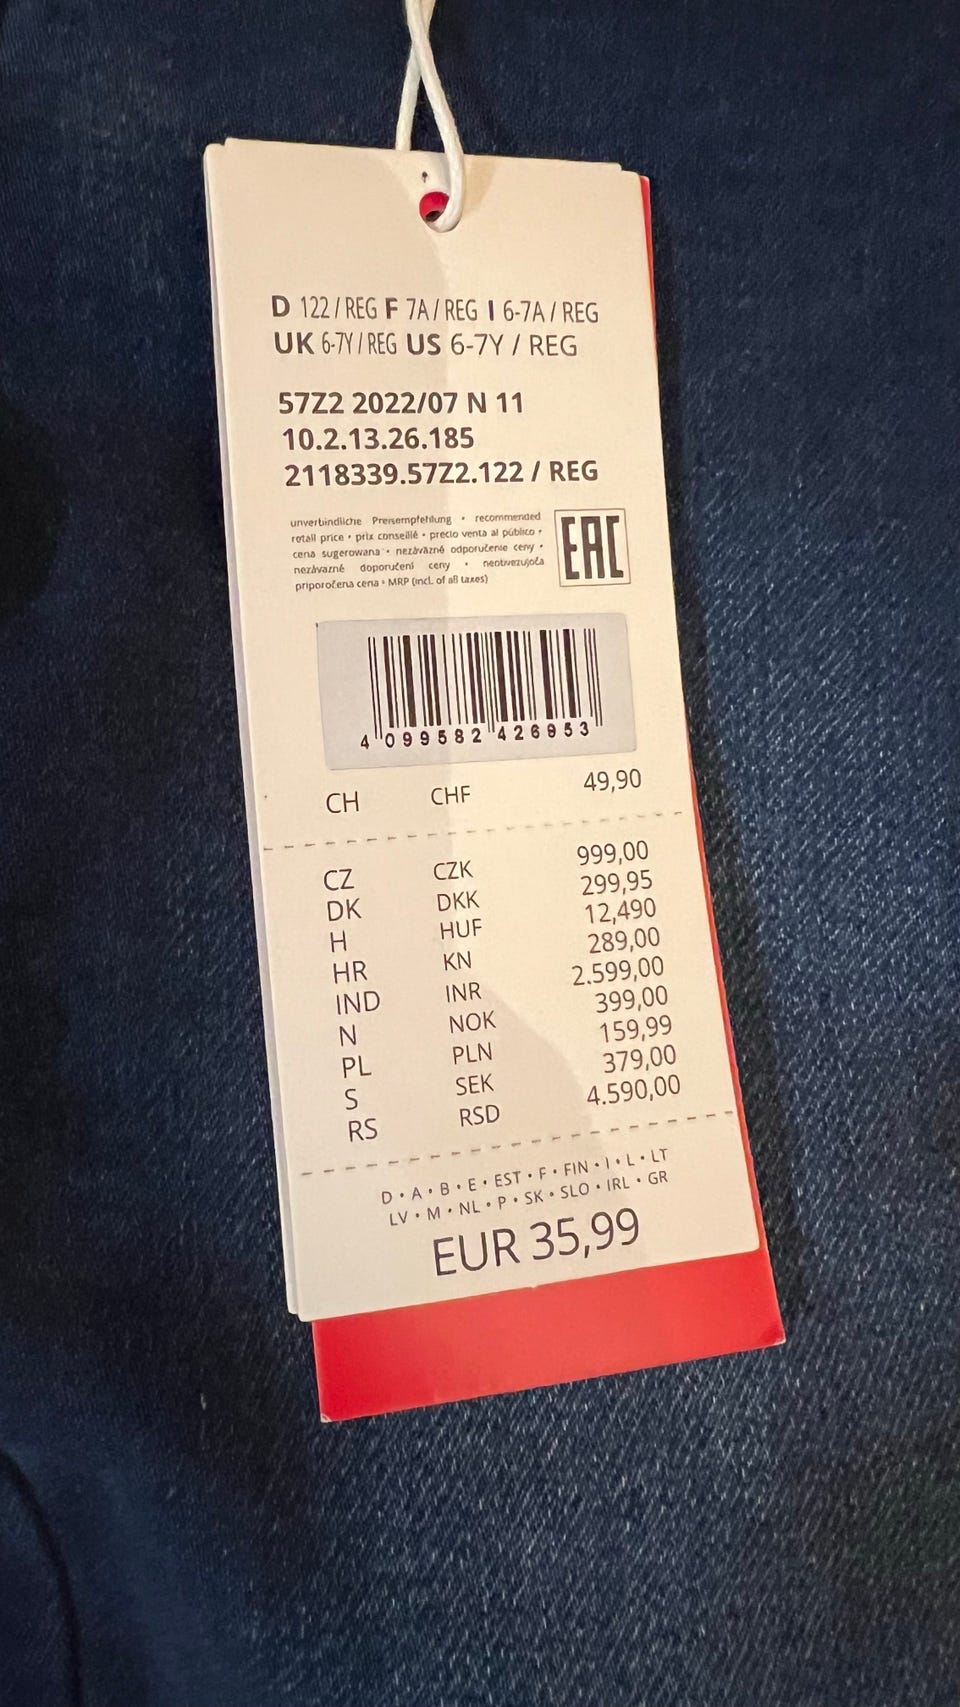 D 122 / REG F 7A / REG I 6-7A / REG
UK 6-7Y / REG US 6-7Y / REG
57Z2 2022/07 N 11
10.2.13.26.185
2118339.57Z2.122 / REG
unverbindliche Preisempfehlung • recommended
retail price • prix conseillé • precio venta al público •
cena sugerowana • nezáväzné odporučenie ceny •
nezávazné doporučení ceny • neobvezujoča
priporočena cena • MRP (incl. of all taxes)
EAC
4 099582 426953
CH CHF 49,90
CZ CZK 999,00
DK DKK 299,95
H HUF 12,490
HR KN 289,00
IND INR 2.599,00
N NOK 399,00
PL PLN 159,99
S SEK 379,00
RS RSD 4.590,00
D • A • B • E • EST • F • FIN • I • L • LT
LV • M • NL • P • SK • SLO • IRL • GR
EUR 35,99